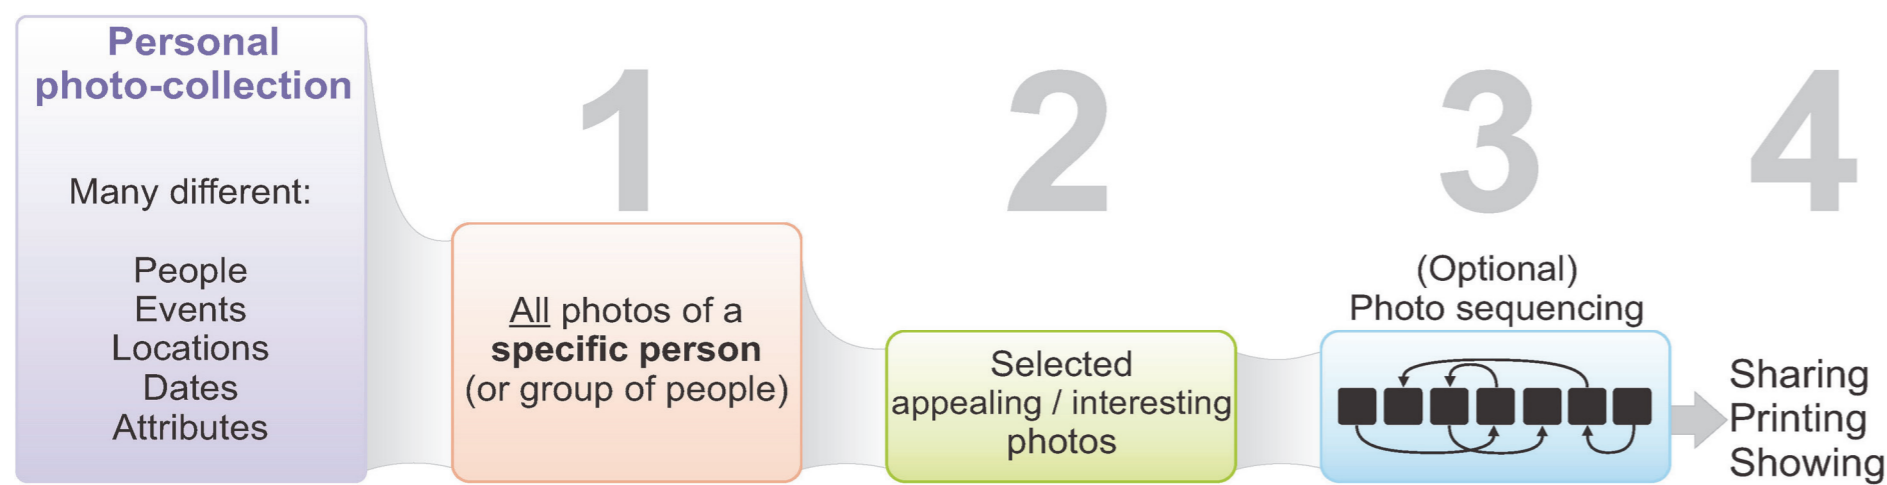 Personal
photo-collection
Many different:
People
Events
Locations
Dates
Attributes
1
All photos of a
specific person
(or group of people)
2
Selected
appealing / interesting
photos
3
(Optional)
Photo sequencing
4
Sharing
Printing
Showing